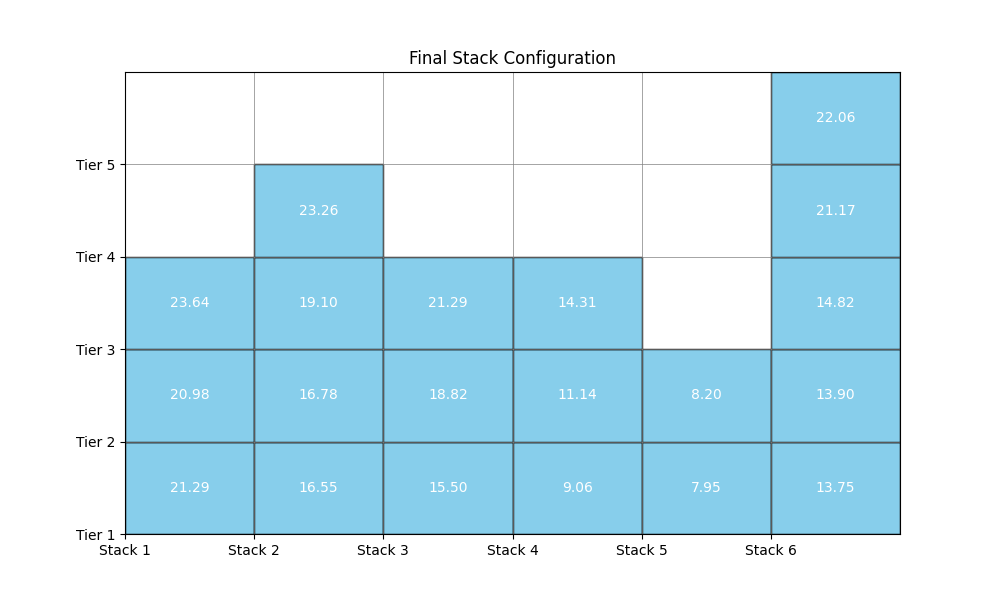 Final Stack Configuration
22.06
Tier 5
23.26 21.17
Tier 4
23.64 19.10 21.29 14.31 14.82
Tier 3
20.98 16.78 18.82 11.14 8.20 13.90
Tier 2
21.29 16.55 15.50 9.06 7.95 13.75
Tier 1
Stack 1 Stack 2 Stack 3 Stack 4 Stack 5 Stack 6